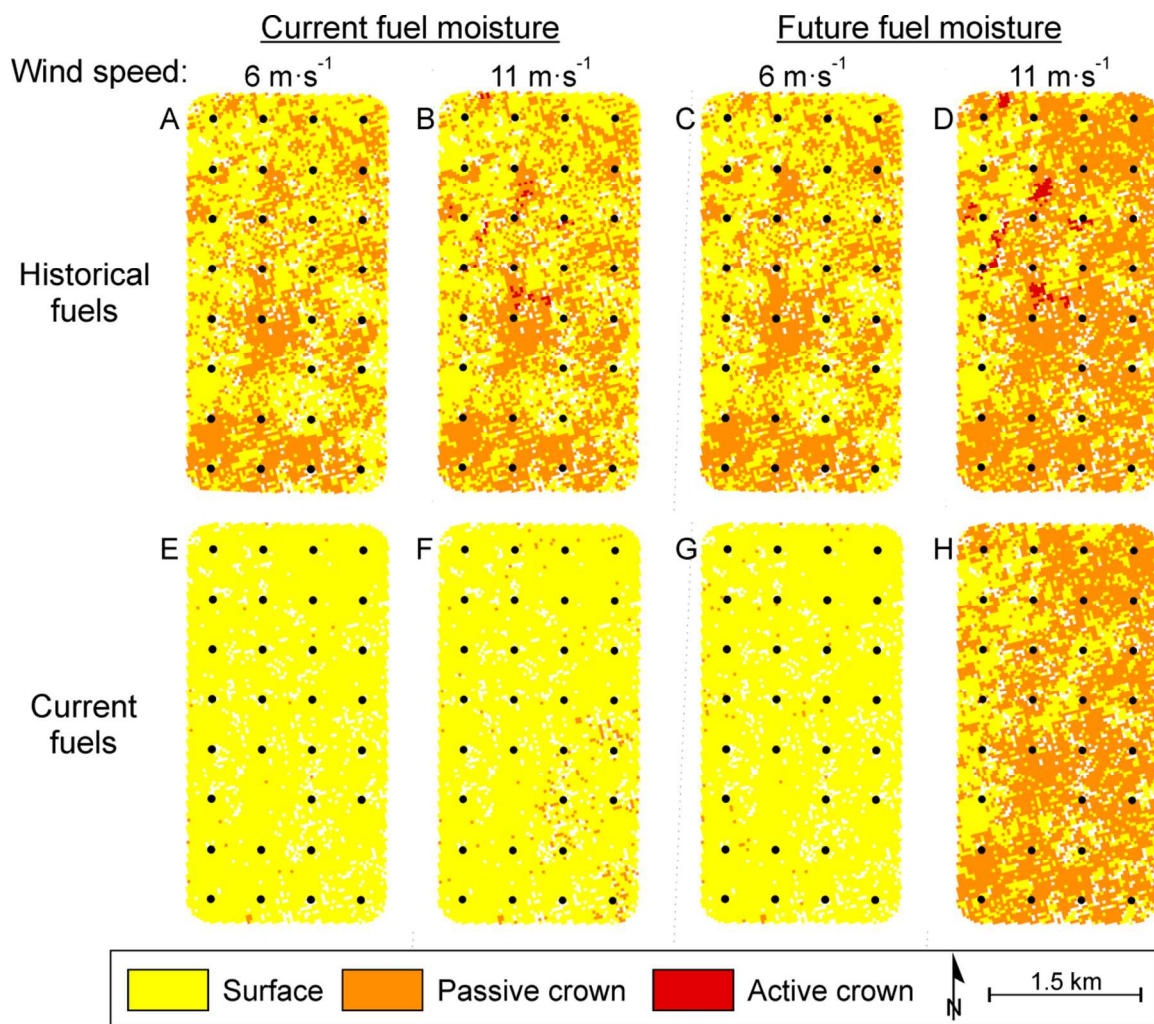 Current fuel moisture Future fuel moisture
Wind speed: 6 m·s⁻¹ 11 m·s⁻¹ 6 m·s⁻¹ 11 m·s⁻¹
A B C D
Historical
fuels
E F G H
Current
fuels
Surface Passive crown Active crown N 1.5 km